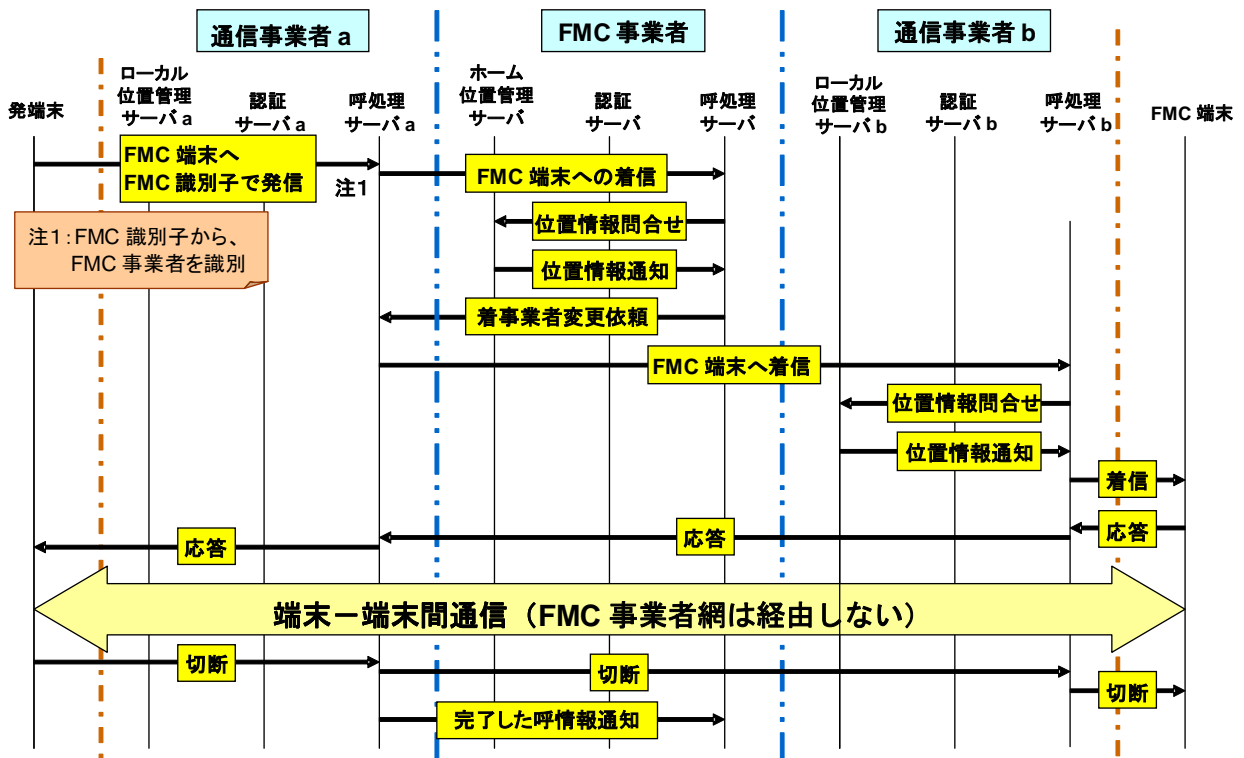 通信事業者 a
FMC 事業者
通信事業者 b
発端末
ローカル
位置管理
サーバ a
認証
サーバ a
呼処理
サーバ a
ホーム
位置管理
サーバ
認証
サーバ
呼処理
サーバ
ローカル
位置管理
サーバ b
認証
サーバ b
呼処理
サーバ b
FMC 端末
FMC 端末へ
FMC 識別子で発信
注1
FMC 端末への着信
注1：FMC 識別子から、
FMC 事業者を識別
位置情報問合せ
位置情報通知
着事業者変更依頼
FMC 端末へ着信
位置情報問合せ
位置情報通知
着信
応答
応答
応答
端末－端末間通信（FMC 事業者網は経由しない）
切断
切断
切断
完了した呼情報通知